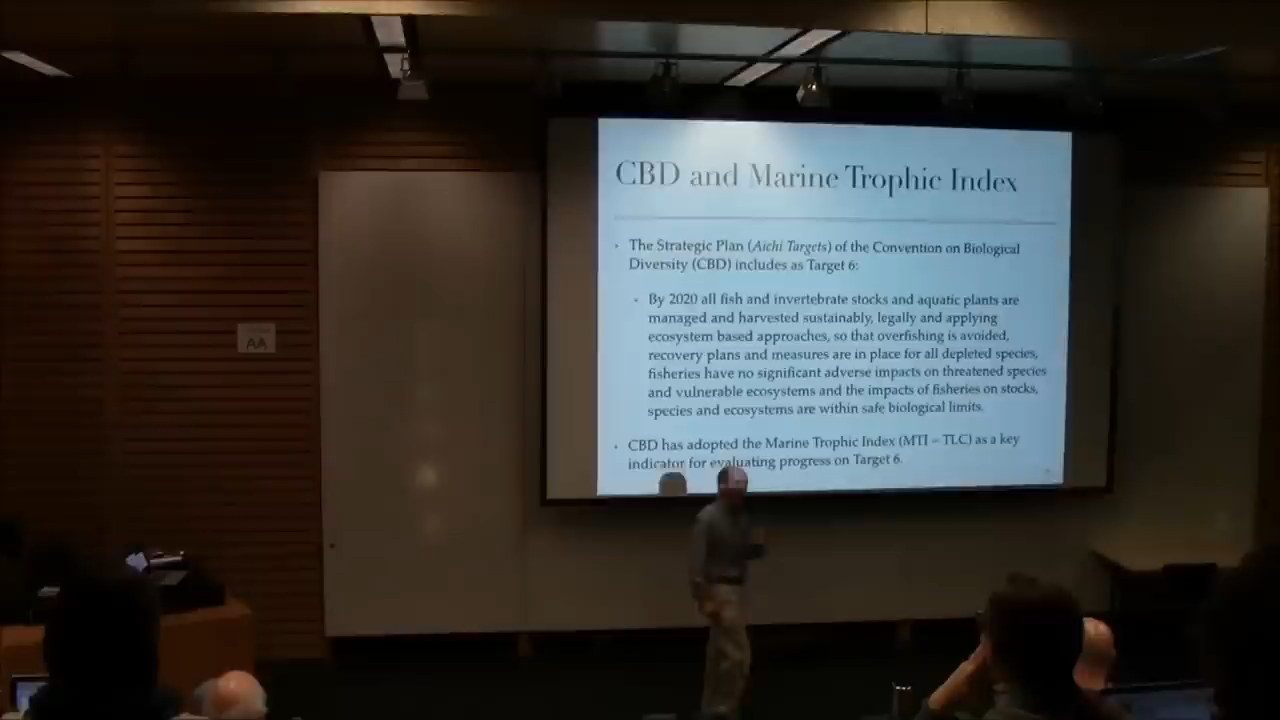 CBD and Marine Trophic Index
The Strategic Plan (Aichi Targets) of the Convention on Biological
Diversity (CBD) includes as Target 6:
By 2020 all fish and invertebrate stocks and aquatic plants are
managed and harvested sustainably, legally and applying
ecosystem based approaches, so that overfishing is avoided,
recovery plans and measures are in place for all depleted species,
fisheries have no significant adverse impacts on threatened species
and vulnerable ecosystems and the impacts of fisheries on stocks,
species and ecosystems are within safe biological limits.
CBD has adopted the Marine Trophic Index (MTI = TLC) as a key
indicator for evaluating progress on Target 6.
AA